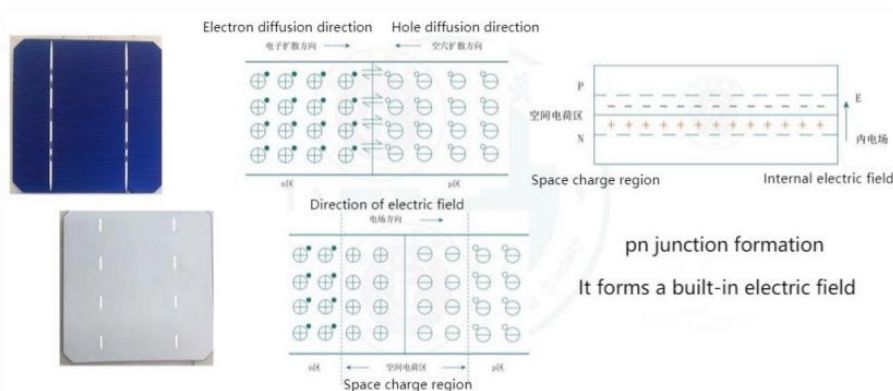 Electron diffusion direction
Hole diffusion direction
电子扩散方向
空穴扩散方向
n区
p区
P
E
空间电荷区
N
内电场
Space charge region
Internal electric field
Direction of electric field
电场方向
n区
空间电荷区
p区
Space charge region
pn junction formation
It forms a built-in electric field